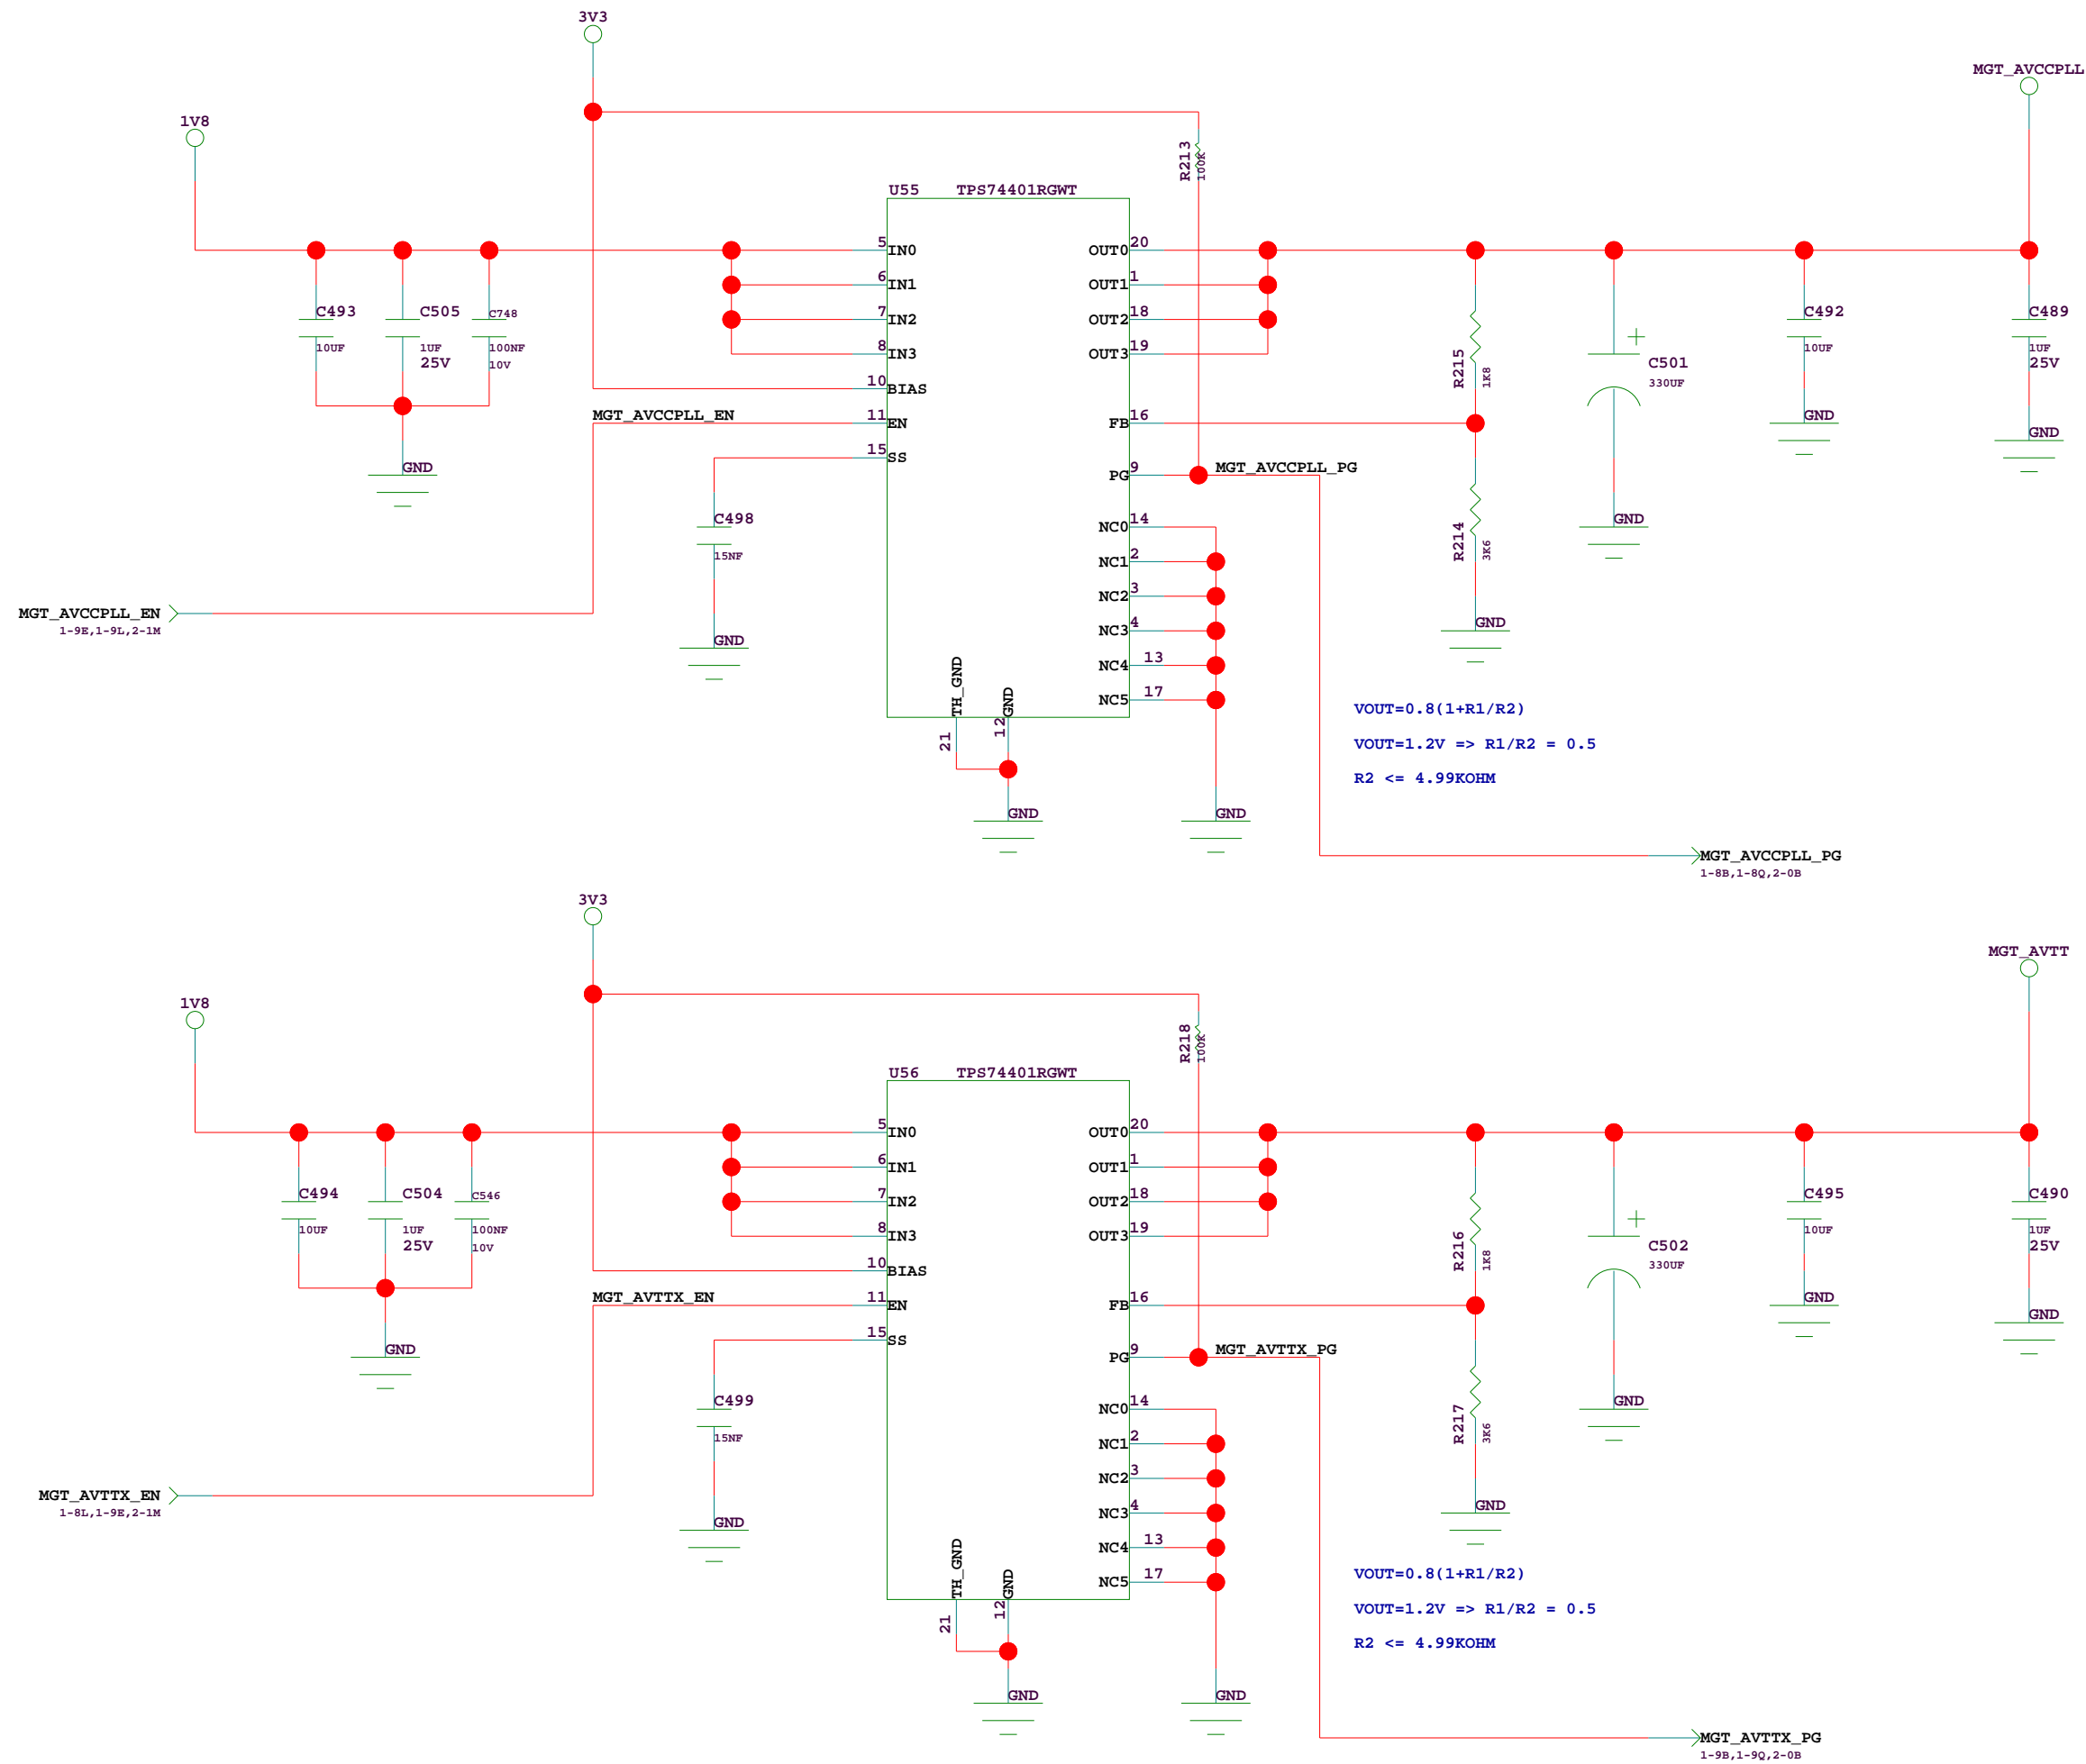 3V3
MGT_AVCCPLL
1V8
R213
100K
U55 TPS74401RGWT
5 IN0
6 IN1
7 IN2
8 IN3
10 BIAS
MGT_AVCCPLL_EN
11 EN
15 SS
OUT0 20
OUT1 1
OUT2 18
OUT3 19
FB 16
PG 9
MGT_AVCCPLL_PG
NC0 14
NC1 2
NC2 3
NC3 4
NC4 13
NC5 17
TH_GND
21
GND
12
GND
GND
C493
10UF
C505
1UF
25V
C748
100NF
10V
GND
C498
15NF
GND
MGT_AVCCPLL_EN
1-9E,1-9L,2-1M
R215
1K8
R214
3K6
GND
C501
330UF
GND
C492
10UF
GND
C489
1UF
25V
GND
VOUT=0.8(1+R1/R2)
VOUT=1.2V => R1/R2 = 0.5
R2 <= 4.99KOHM
MGT_AVCCPLL_PG
1-8B,1-8Q,2-0B
3V3
MGT_AVTT
1V8
R218
100K
U56 TPS74401RGWT
5 IN0
6 IN1
7 IN2
8 IN3
10 BIAS
MGT_AVTTX_EN
11 EN
15 SS
OUT0 20
OUT1 1
OUT2 18
OUT3 19
FB 16
PG 9
MGT_AVTTX_PG
NC0 14
NC1 2
NC2 3
NC3 4
NC4 13
NC5 17
TH_GND
21
GND
12
GND
GND
C494
10UF
C504
1UF
25V
C546
100NF
10V
GND
C499
15NF
GND
MGT_AVTTX_EN
1-8L,1-9E,2-1M
R216
1K8
R217
3K6
GND
C502
330UF
GND
C495
10UF
GND
C490
1UF
25V
GND
VOUT=0.8(1+R1/R2)
VOUT=1.2V => R1/R2 = 0.5
R2 <= 4.99KOHM
MGT_AVTTX_PG
1-9B,1-9Q,2-0B